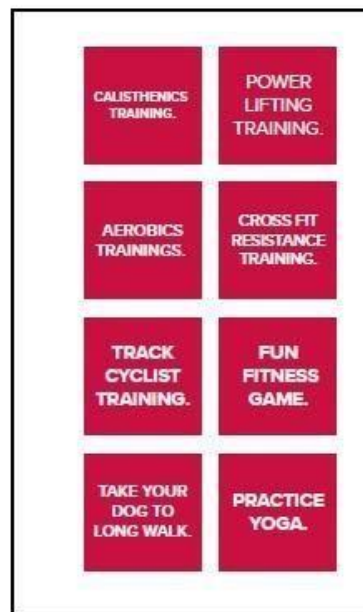 CALISTHENICS
TRAINING.
POWER
LIFTING
TRAINING.
AEROBICS
TRAININGS.
CROSS FIT
RESISTANCE
TRAINING.
TRACK
CYCLIST
TRAINING.
FUN
FITNESS
GAME.
TAKE YOUR
DOG TO
LONG WALK.
PRACTICE
YOGA.